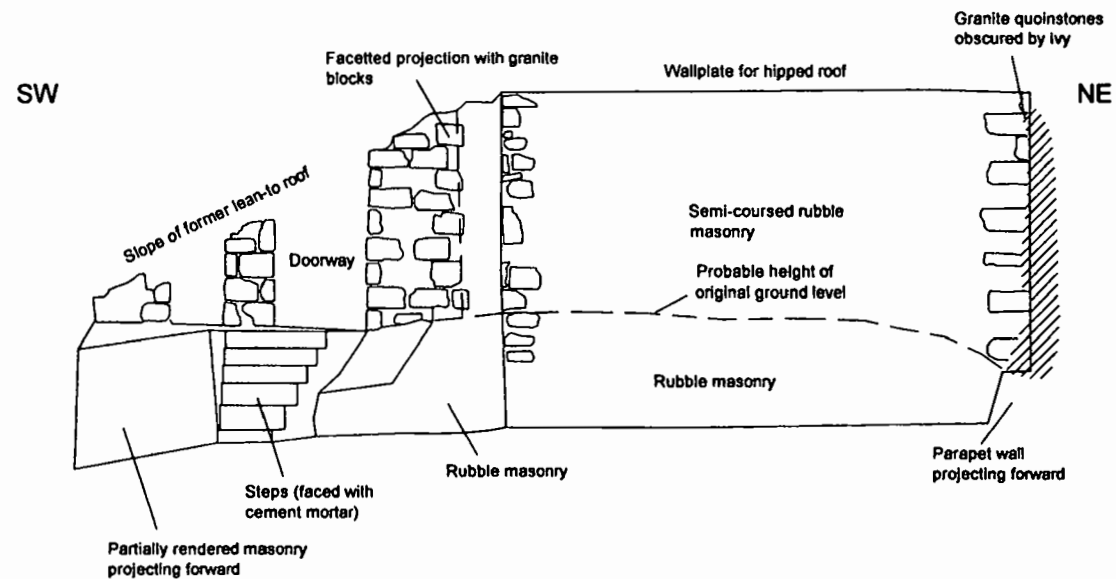 Granite quoinstones
obscured by ivy
Facetted projection with granite
blocks
Wallplate for hipped roof
SW
NE
Slope of former lean-to roof
Doorway
Semi-coursed rubble
masonry
Probable height of
original ground level
Rubble masonry
Rubble masonry
Parapet wall
projecting forward
Steps (faced with
cement mortar)
Partially rendered masonry
projecting forward